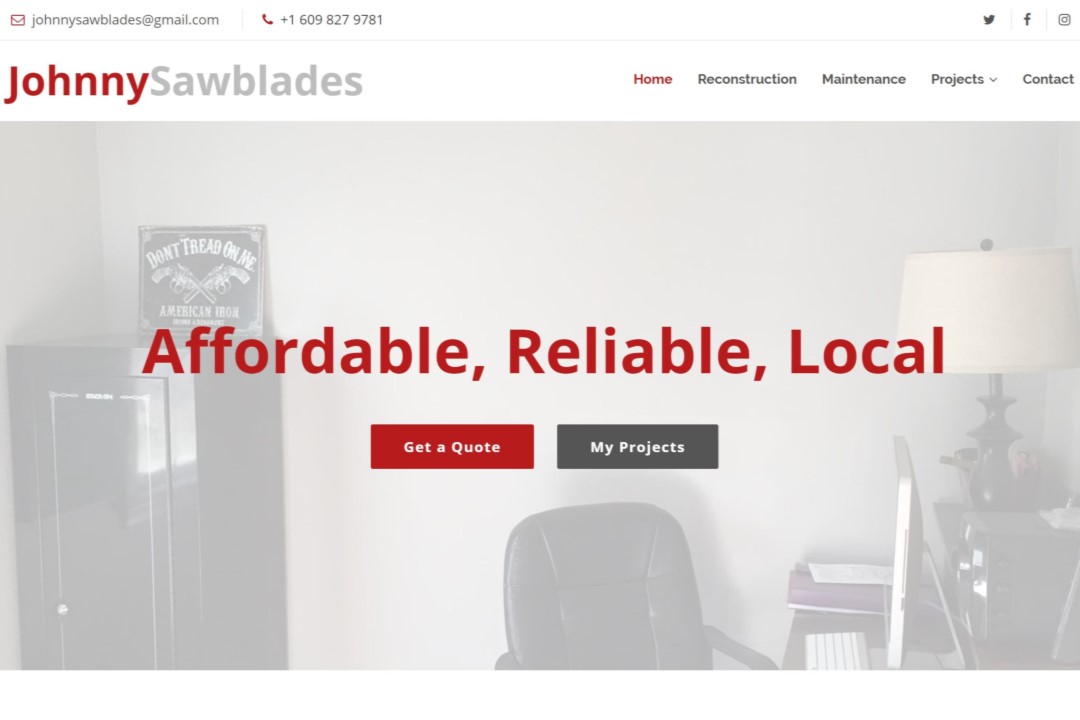 johnnysawblades@gmail.com +1 609 827 9781
JohnnySawblades
Home Reconstruction Maintenance Projects Contact
DONT TREAD ON ME
AMERICAN IRON
Affordable, Reliable, Local
Get a Quote My Projects